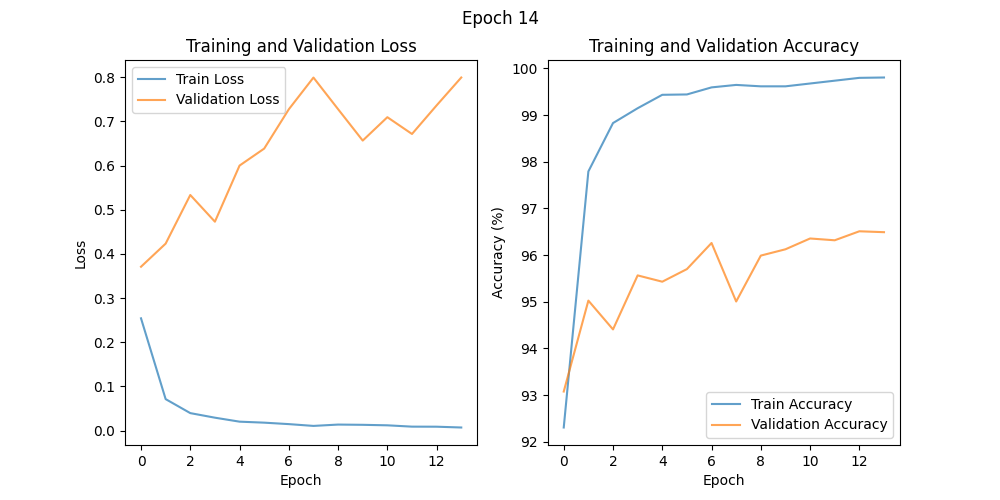 Epoch 14
Training and Validation Loss
Train Loss
Validation Loss
0.8
0.7
0.6
0.5
0.4
0.3
0.2
0.1
0.0
Loss
0 2 4 6 8 10 12
Epoch
Training and Validation Accuracy
100
99
98
97
96
95
94
93
92
Accuracy (%)
Train Accuracy
Validation Accuracy
0 2 4 6 8 10 12
Epoch